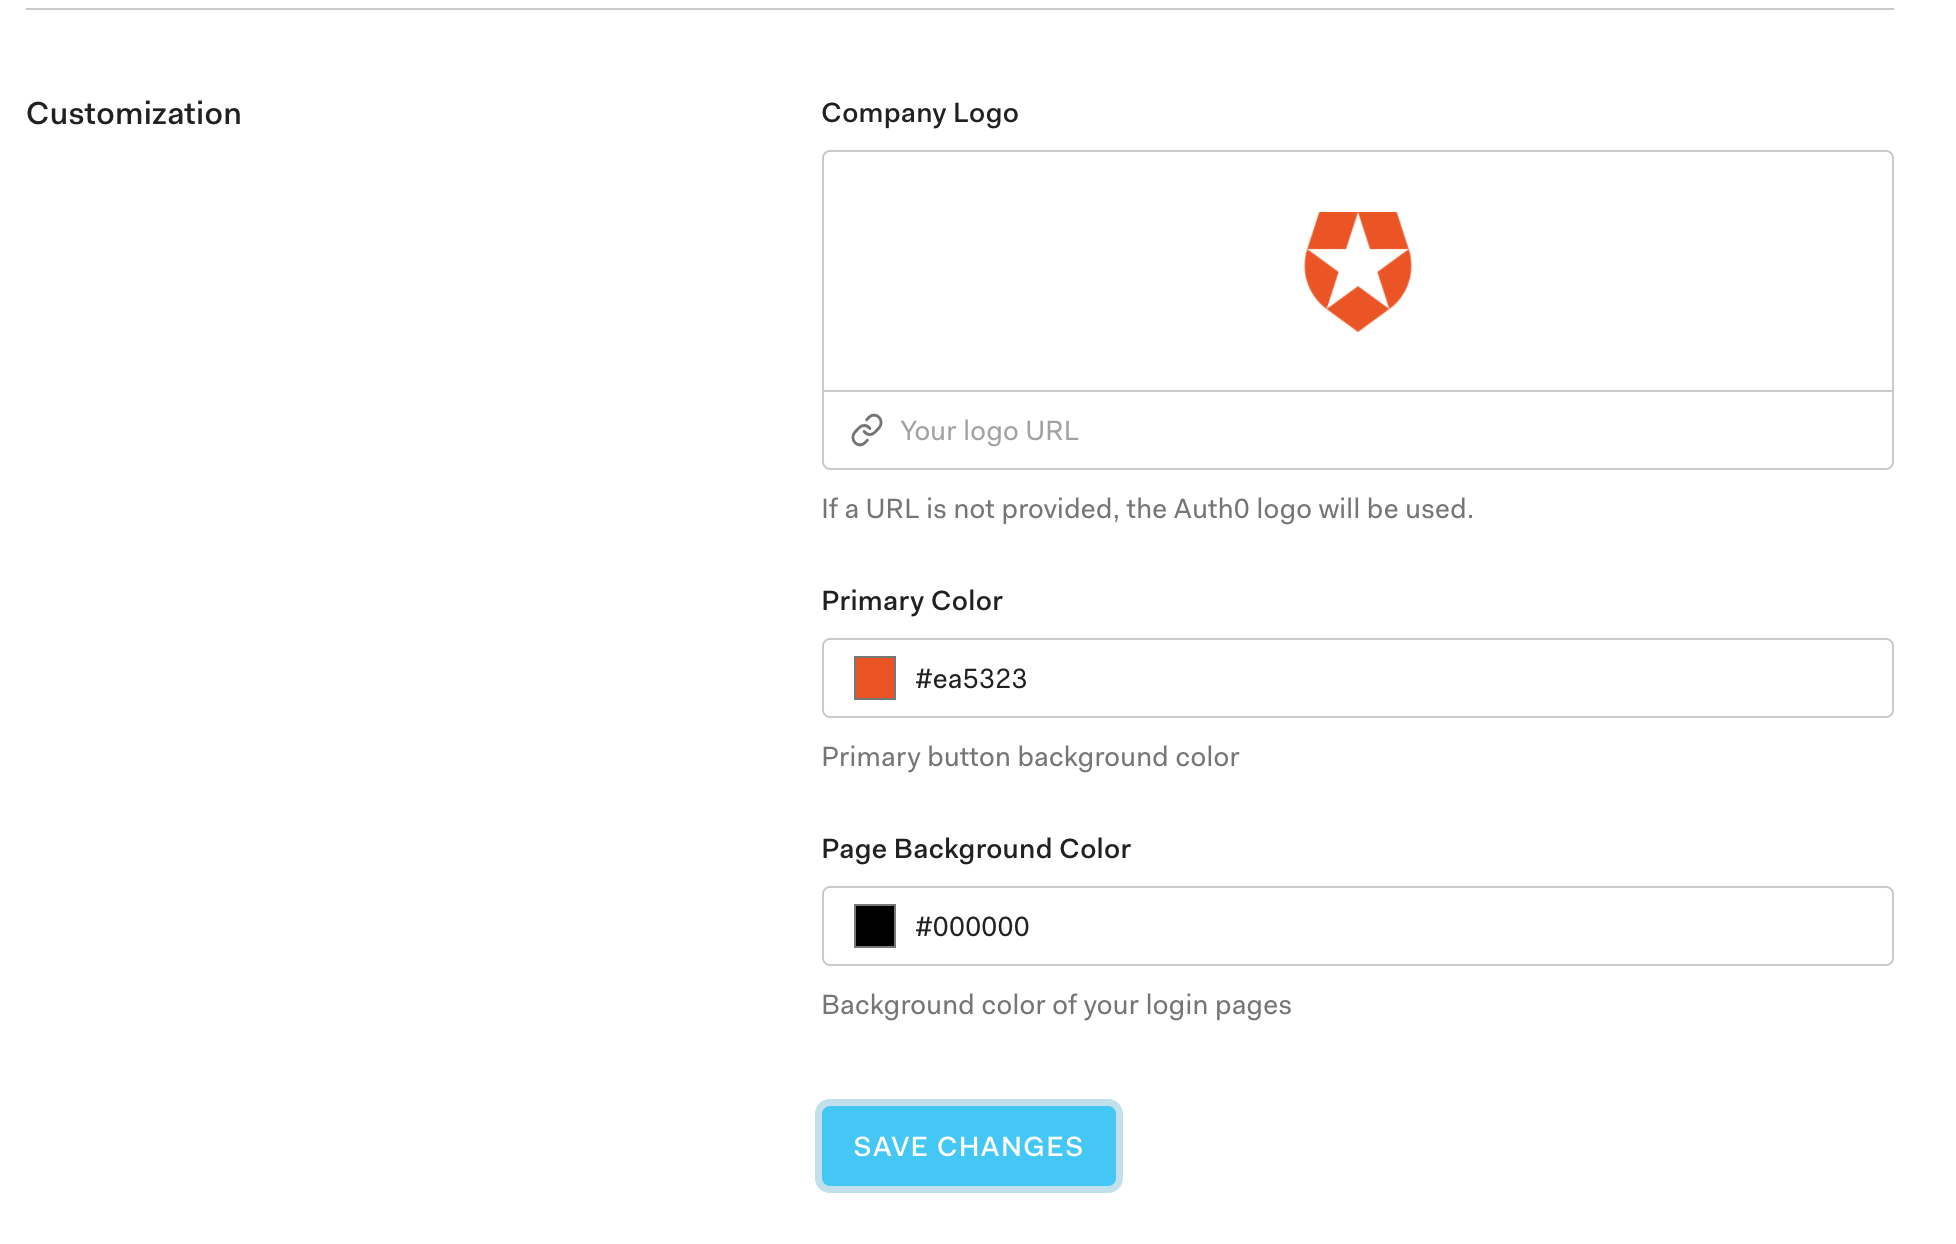 Customization
Company Logo
Your logo URL
If a URL is not provided, the Auth0 logo will be used.
Primary Color
#ea5323
Primary button background color
Page Background Color
#000000
Background color of your login pages
SAVE CHANGES